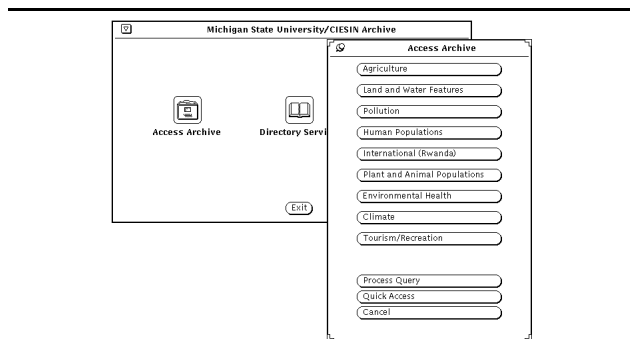 Michigan State University/CIESIN Archive
Access Archive
Directory Servi
Exit
Access Archive
Agriculture
Land and Water Features
Pollution
Human Populations
International (Rwanda)
Plant and Animal Populations
Environmental Health
Climate
Tourism/Recreation
Process Query
Quick Access
Cancel